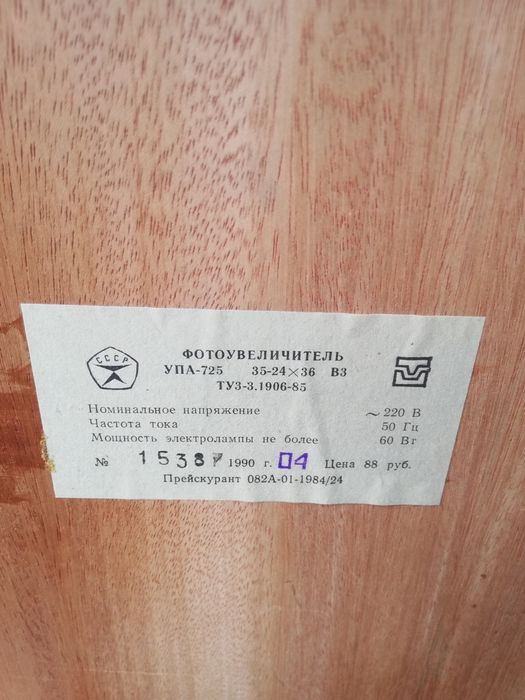 СССР
ФОТОУВЕЛИЧИТЕЛЬ
УПА-725 35-24×36 В3
ТУ3-3.1906-85
Номинальное напряжение ~220 В
Частота тока 50 Гц
Мощность электролампы не более 60 Вт
№ 15387 1990 г. 04 Цена 88 руб.
Прейскурант 082А-01-1984/24